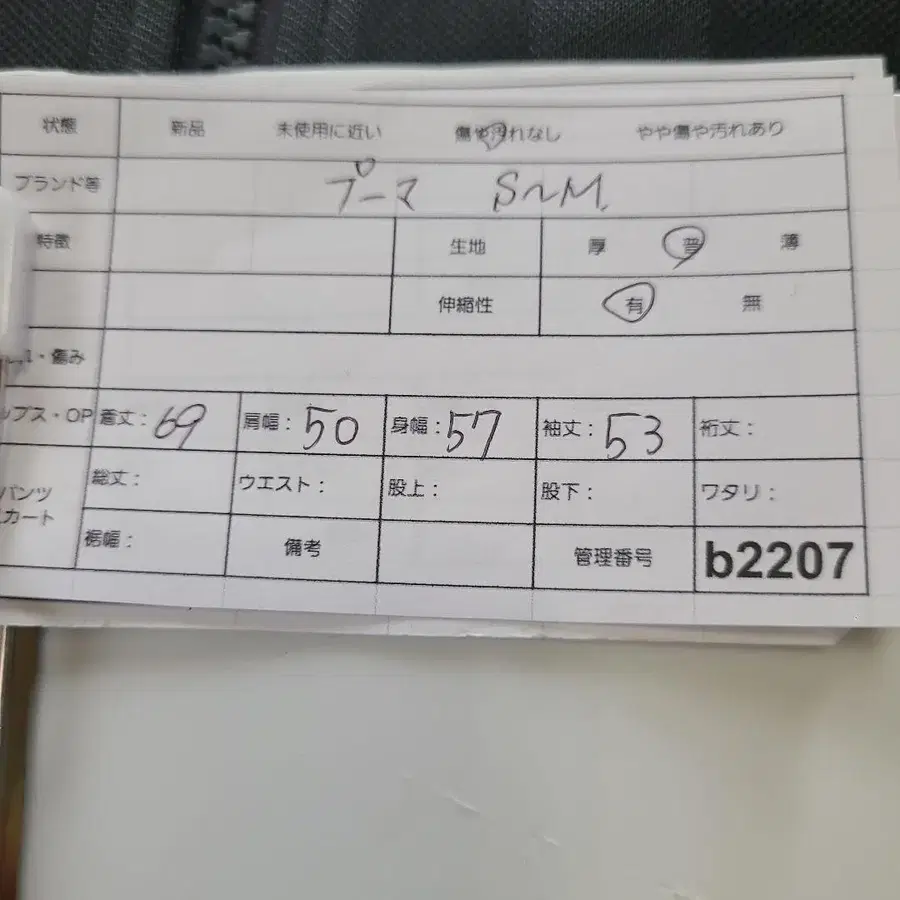 状態 新品 未使用に近い 傷や汚れなし やや傷や汚れあり
ブランド等 プーマ S~M
特徴 生地 厚 普 薄
伸縮性 有 無
・傷み
ップス・OP 着丈: 69 肩幅: 50 身幅: 57 袖丈: 53 裄丈:
パンツ 総丈: ウエスト: 股上: 股下: ワタリ:
カート
裾幅: 備考 管理番号 b2207